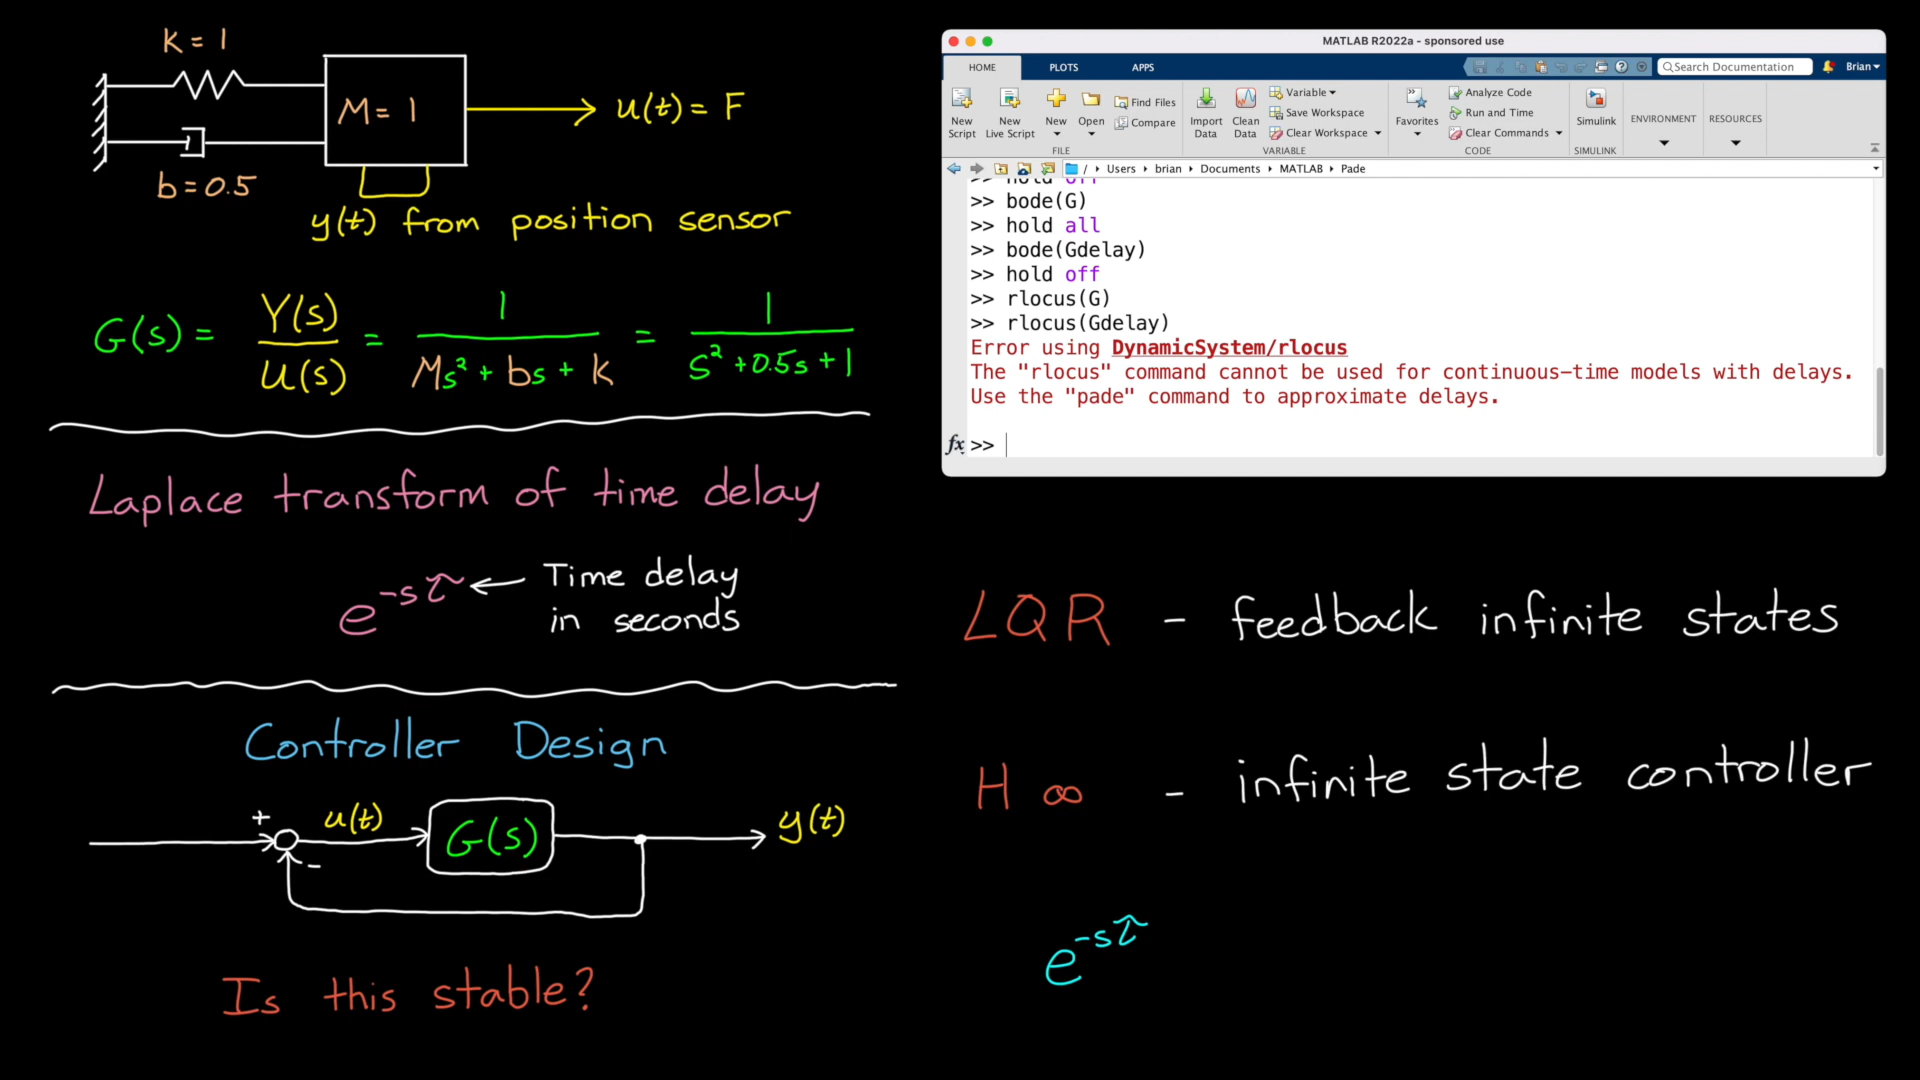 K = 1
M = 1
u(t) = F
b = 0.5
y(t) from position sensor
G(s) = Y(s) / U(s) = 1 / Ms² + bs + k = 1 / s² + 0.5s + 1
Laplace transform of time delay
e^-sτ ← Time delay
in seconds
Controller Design
+ u(t) G(s) y(t)
-
Is this stable?
MATLAB R2022a - sponsored use
HOME PLOTS APPS Search Documentation Brian
New Script
New Live Script
New
Open
Find Files
Compare
FILE
Import Data
Clean Data
Variable
Save Workspace
Clear Workspace
VARIABLE
Favorites
Analyze Code
Run and Time
Clear Commands
CODE
Simulink
SIMULINK
ENVIRONMENT
RESOURCES
/ Users brian Documents MATLAB Pade
>> hold off
>> bode(G)
>> hold all
>> bode(Gdelay)
>> hold off
>> rlocus(G)
>> rlocus(Gdelay)
Error using DynamicSystem/rlocus
The "rlocus" command cannot be used for continuous-time models with delays.
Use the "pade" command to approximate delays.
fx >>
LQR - feedback infinite states
H ∞ - infinite state controller
e^-sτ